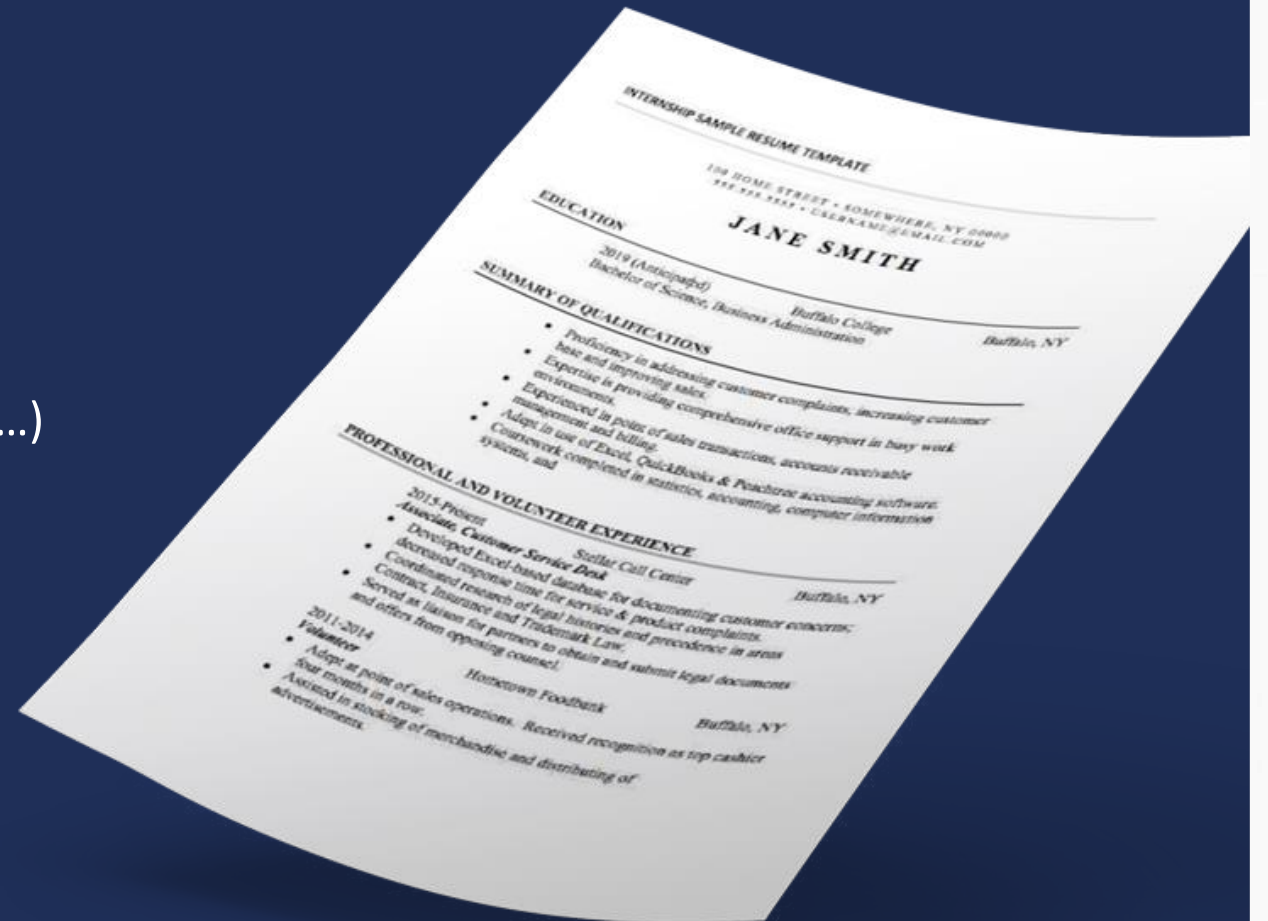 ...)
INTERNSHIP SAMPLE RESUME TEMPLATE
HOME STREET • SOMEWHERE, NY 00000
USERNAME@EMAIL.COM
JANE SMITH
EDUCATION
2019 (Anticipated) Buffalo College Buffalo, NY
Bachelor of Science, Business Administration
SUMMARY OF QUALIFICATIONS
• Proficiency in addressing customer complaints, increasing customer
base and improving sales.
• Expertise is providing comprehensive office support in busy work
environments.
• Experienced in point of sales transactions, accounts receivable
management and billing.
• Adept in use of Excel, QuickBooks & Peachtree accounting software.
• Coursework completed in statistics, accounting, computer information
systems, and
PROFESSIONAL AND VOLUNTEER EXPERIENCE
2015-Present Stellar Call Center Buffalo, NY
Associate, Customer Service Desk
• Developed Excel-based database for documenting customer concerns;
decreased response time for service & product complaints.
• Coordinated research of legal histories and precedence in areas
Contract, Insurance and Trademark Law.
• Served as liaison for partners to obtain and submit legal documents
and offers from opposing counsel.
2011-2014 Hometown Foodbank Buffalo, NY
Volunteer
• Adept at point of sales operations. Received recognition as top cashier
four months in a row.
• Assisted in stocking of merchandise and distributing of
advertisements.